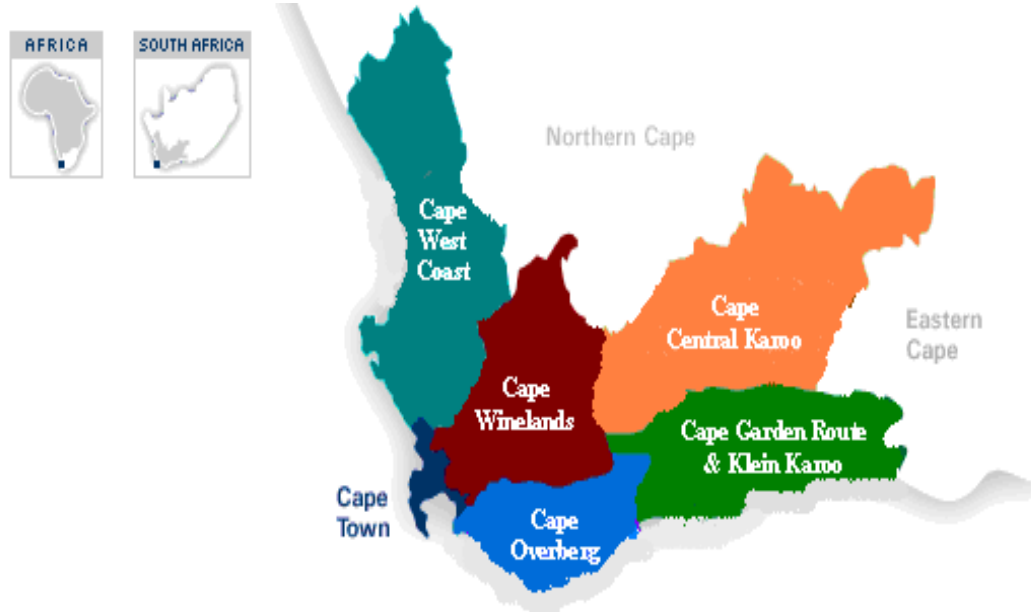 AFRICA
SOUTH AFRICA
Northern Cape
Cape
West
Coast
Cape
Central Karoo
Eastern
Cape
Cape
Winelands
Cape Garden Route
& Klein Karoo
Cape
Town
Cape
Overberg